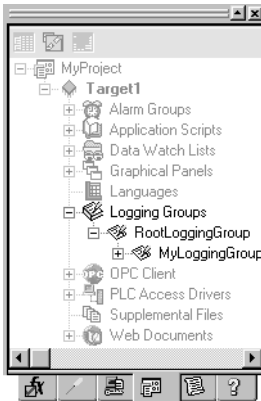 MyProject
Target1
Alarm Groups
Application Scripts
Data Watch Lists
Graphical Panels
Languages
Logging Groups
RootLoggingGroup
MyLoggingGroup
OPC Client
PLC Access Drivers
Supplemental Files
Web Documents